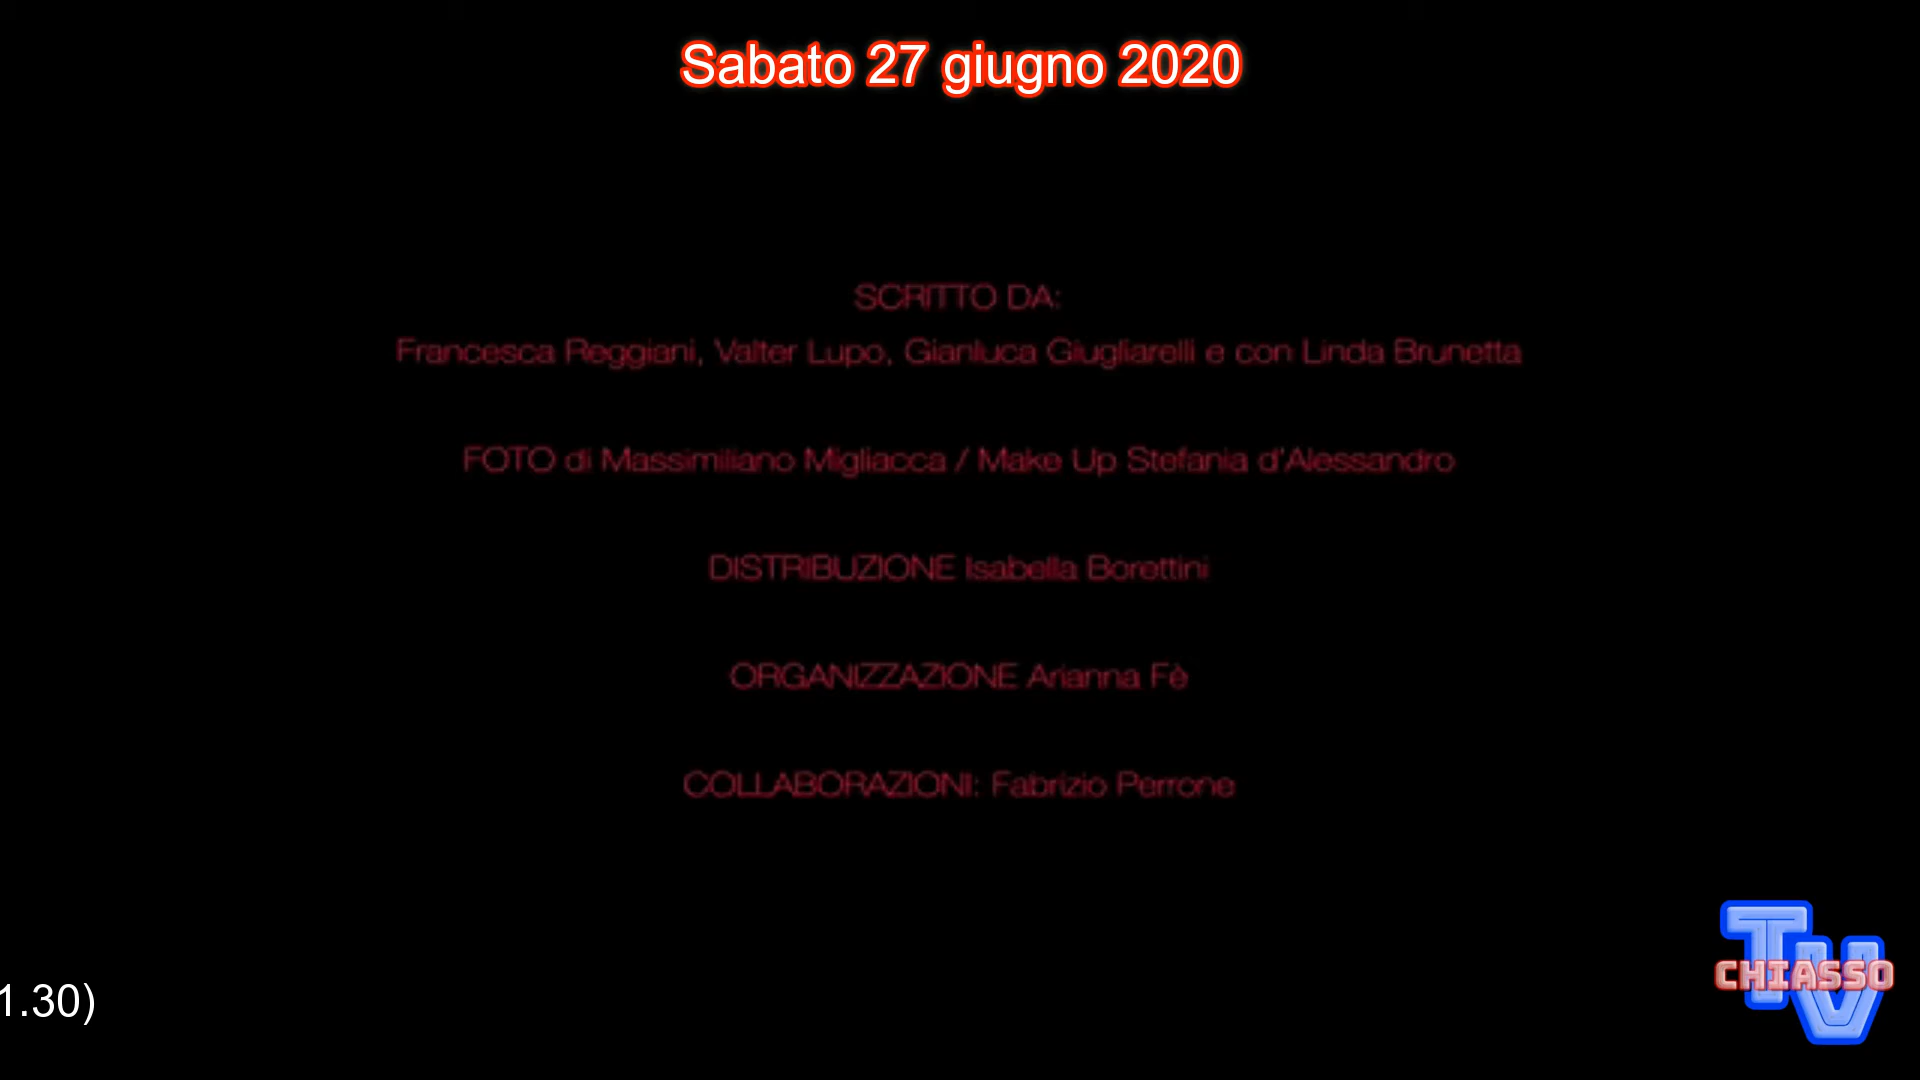 Sabato 27 giugno 2020
SCRITTO DA:
Francesca Reggiani, Valter Lupo, Gianluca Giugliarelli e con Linda Brunetta
FOTO di Massimiliano Migliacca / Make Up Stefania d'Alessandro
DISTRIBUZIONE Isabella Borettini
ORGANIZZAZIONE Arianna Fè
COLLABORAZIONI: Fabrizio Perrone
TV
CHIASSO
1.30)